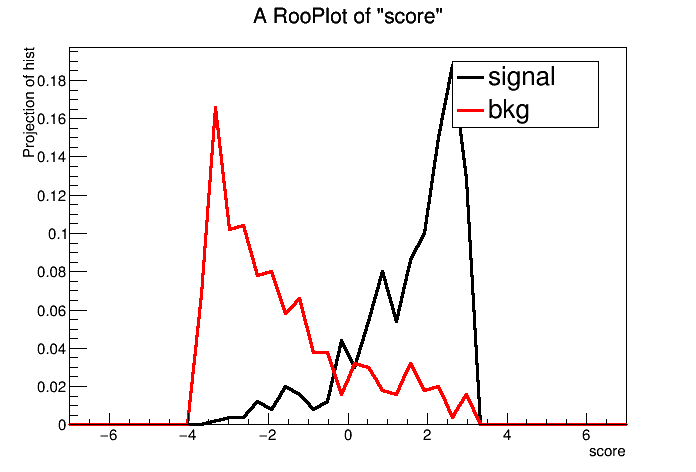 A RooPlot of "score"
Projection of hist
0.18
0.16
0.14
0.12
0.1
0.08
0.06
0.04
0.02
0
signal
bkg
−6 −4 −2 0 2 4 6
score